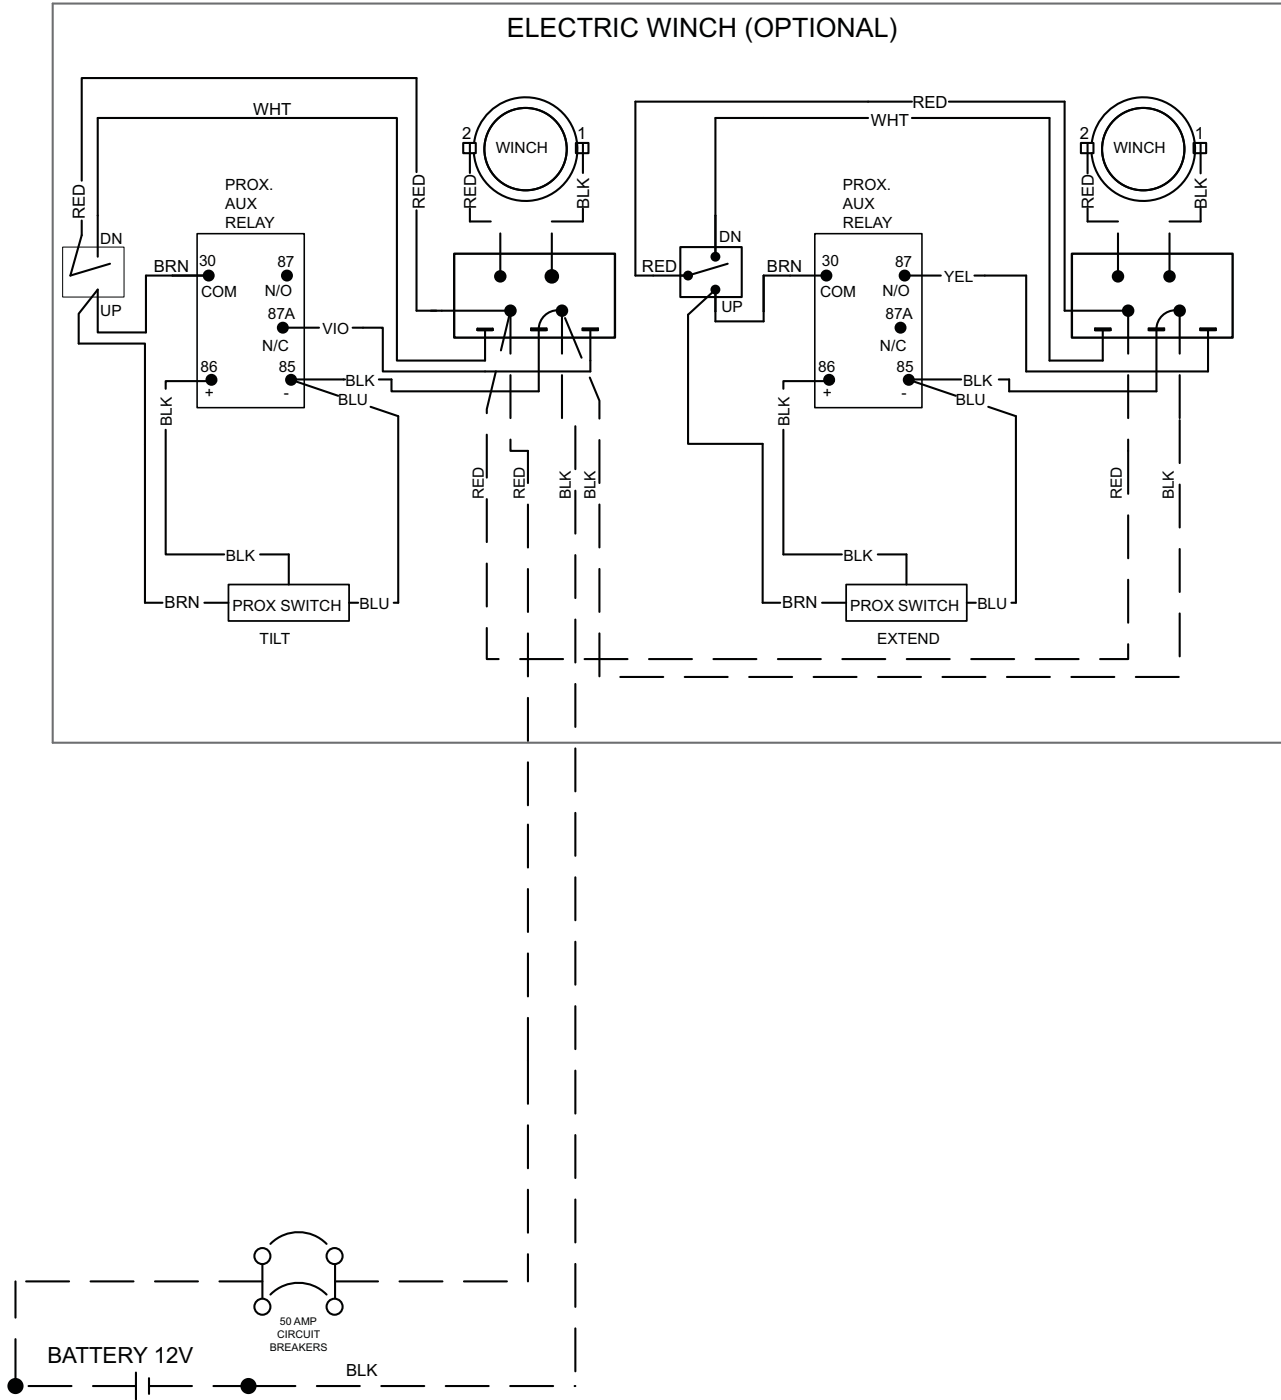 ELECTRIC WINCH (OPTIONAL)
WHT
RED
RED
2
1
WINCH
RED
BLK
PROX.
AUX
RELAY
DN
UP
BRN
30
COM
87
N/O
87A
N/C
VIO
86
+
85
-
BLK
BLU
BLK
RED
RED
BLK
BLK
BLK
BRN
PROX SWITCH
BLU
TILT
RED
WHT
2
1
WINCH
RED
BLK
PROX.
AUX
RELAY
DN
RED
UP
BRN
30
COM
87
N/O
YEL
87A
N/C
86
+
85
-
BLK
BLU
BLK
RED
BLK
BLK
BRN
PROX SWITCH
BLU
EXTEND
50 AMP
CIRCUIT
BREAKERS
BATTERY 12V
BLK